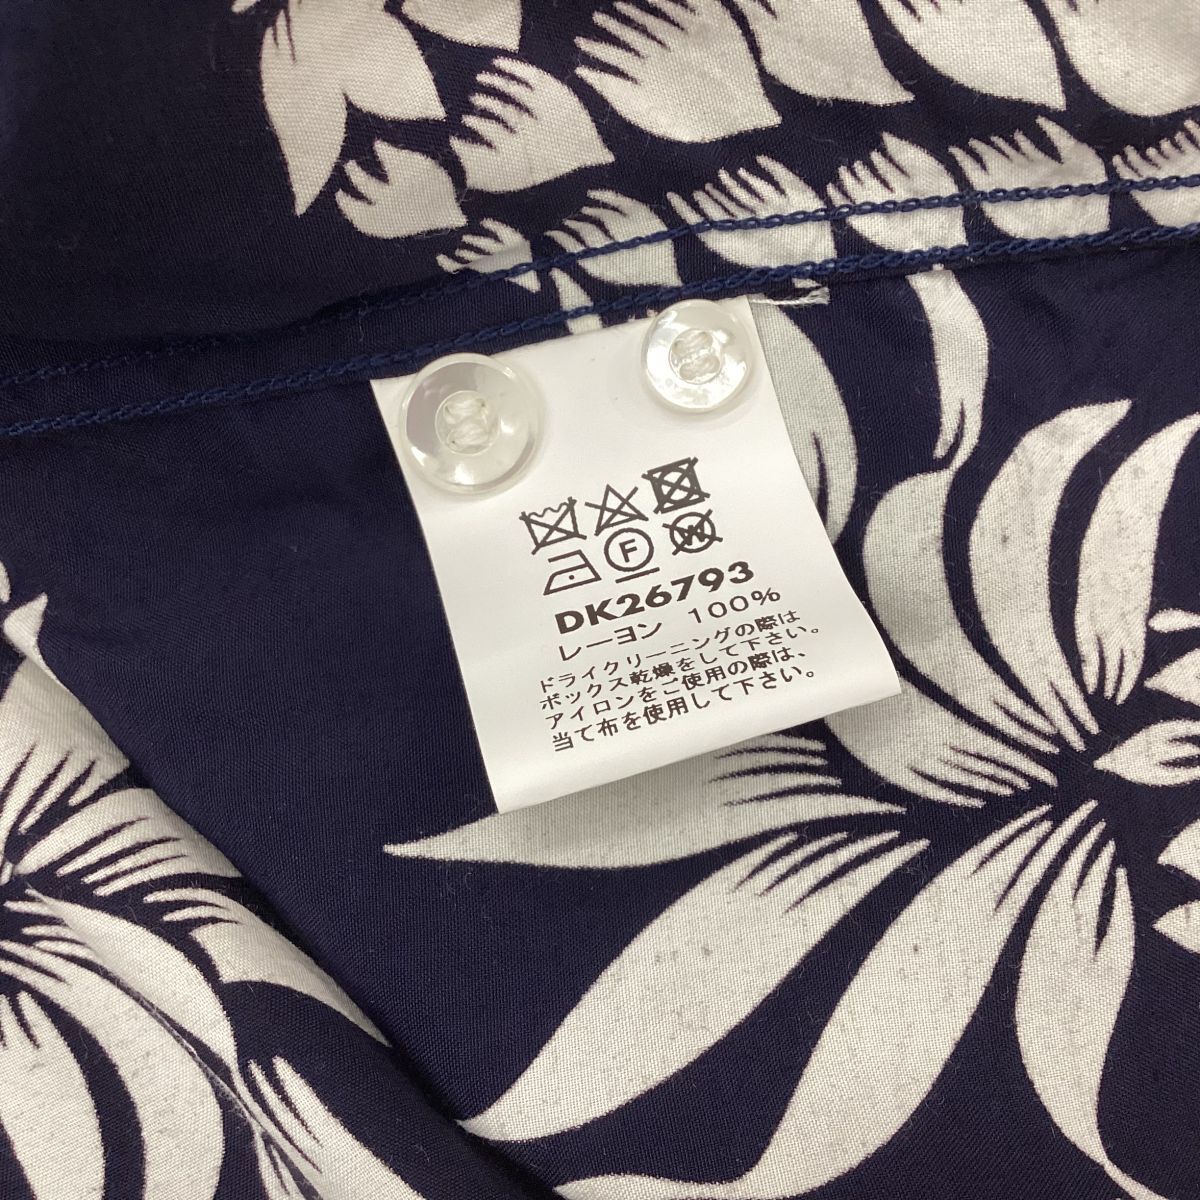 F W
DK26793
レーヨン 100%
ドライクリーニングの際は
ボックス乾燥をして下さい。
アイロンをご使用の際は、
当て布を使用して下さい。